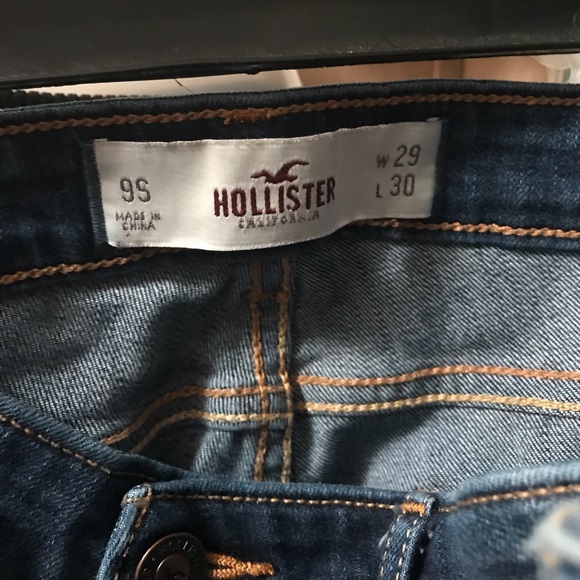 9S
MADE IN
CHINA
HOLLISTER
CALIFORNIA
W 29
L 30